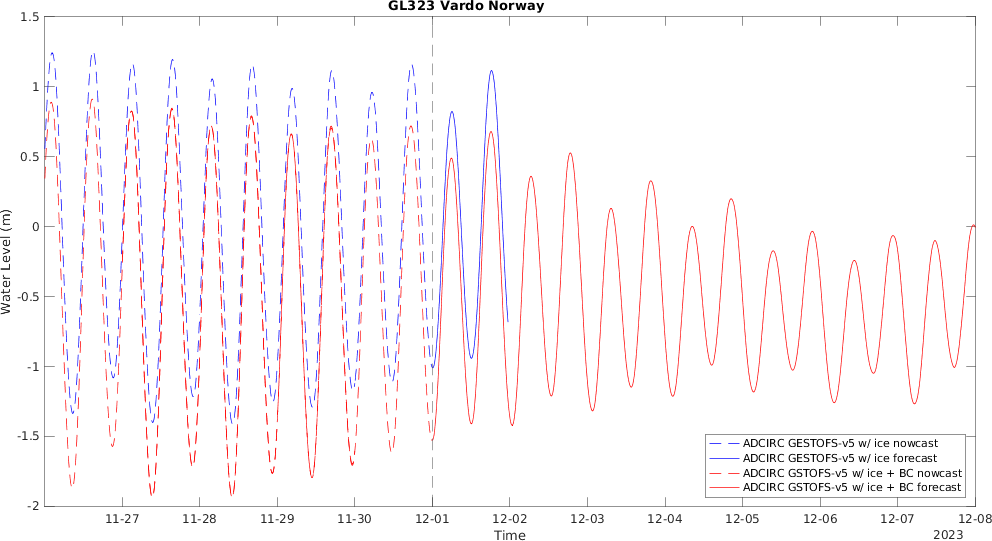 GL323 Vardo Norway
1.5
1
0.5
0
-0.5
-1
-1.5
-2
Water Level (m)
11-27 11-28 11-29 11-30 12-01 12-02 12-03 12-04 12-05 12-06 12-07 12-08
Time
2023
ADCIRC GESTOFS-v5 w/ ice nowcast
ADCIRC GESTOFS-v5 w/ ice forecast
ADCIRC GSTOFS-v5 w/ ice + BC nowcast
ADCIRC GSTOFS-v5 w/ ice + BC forecast